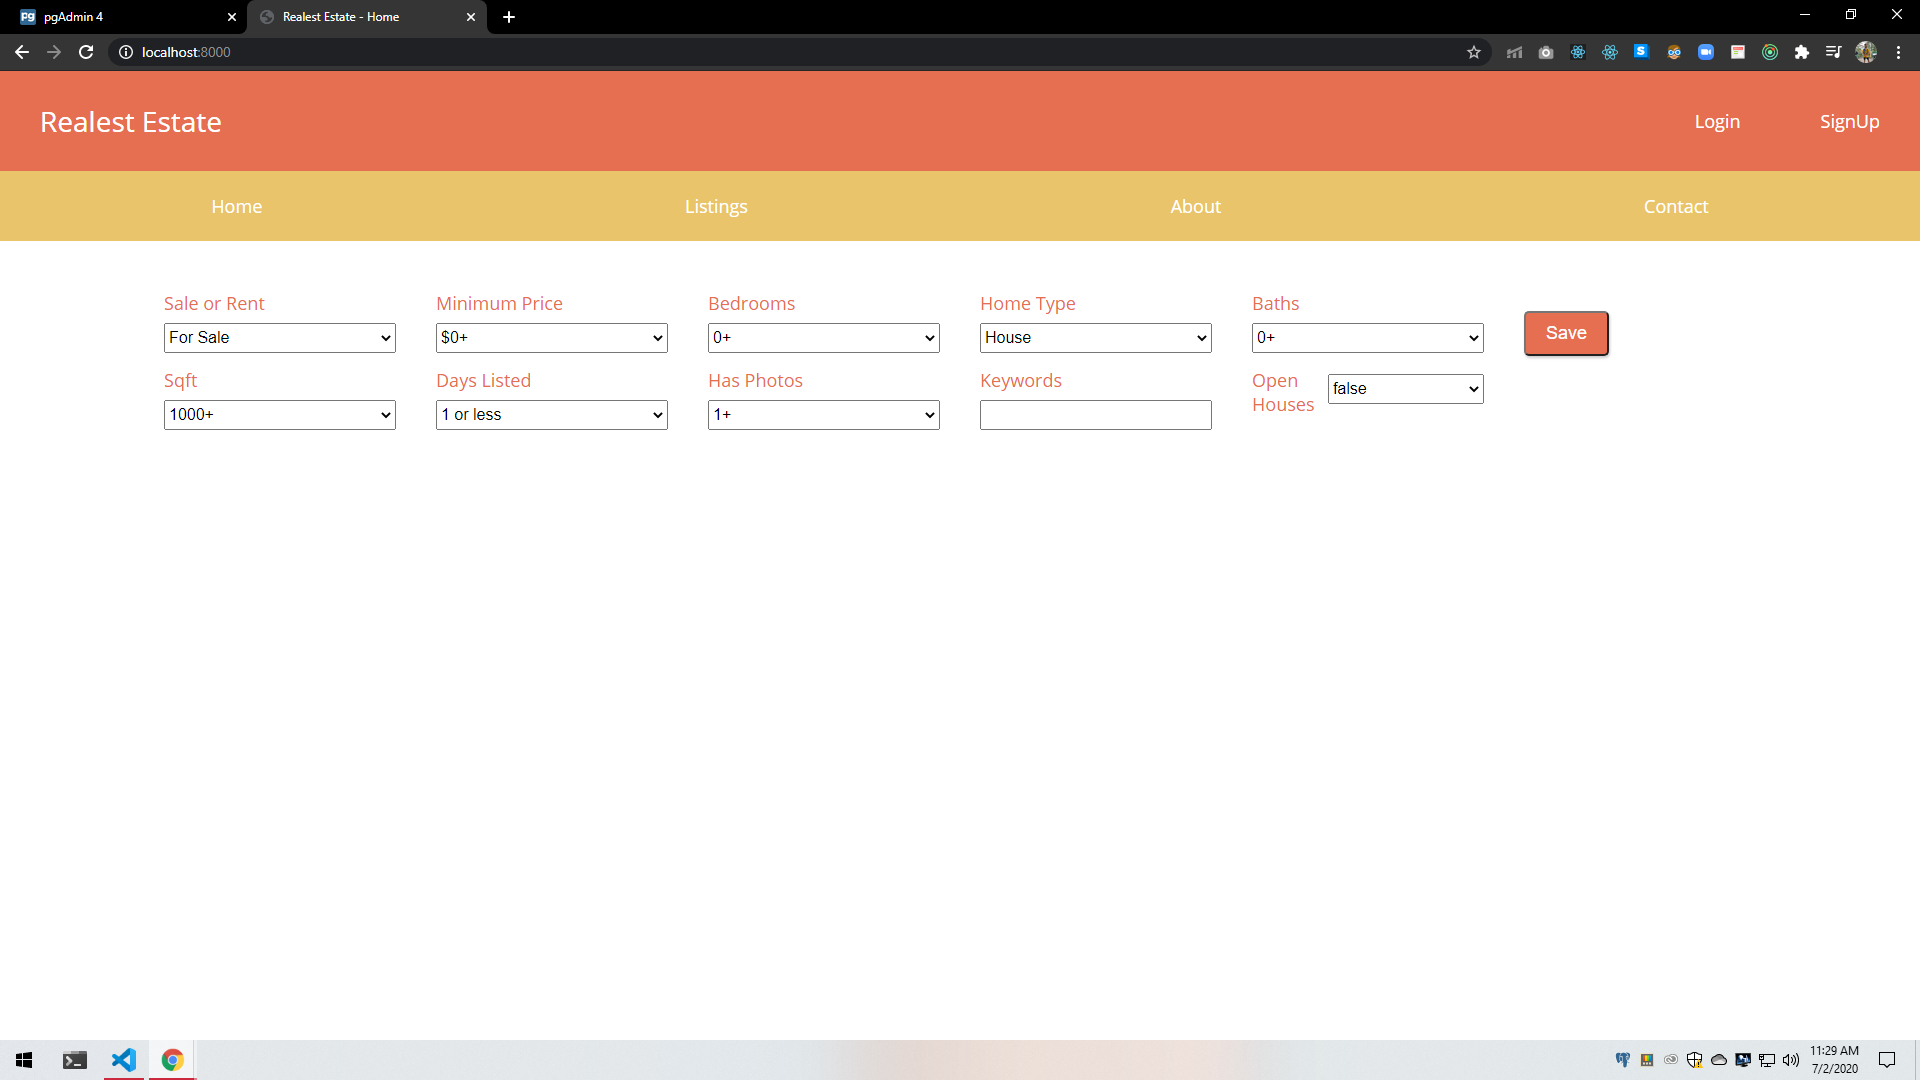 pgAdmin 4
Realest Estate - Home
localhost:8000
Realest Estate
Login
SignUp
Home
Listings
About
Contact
Sale or Rent
Minimum Price
Bedrooms
Home Type
Baths
For Sale
$0+
0+
House
0+
Save
Sqft
Days Listed
Has Photos
Keywords
Open
Houses
1000+
1 or less
1+
false
11:29 AM
7/2/2020